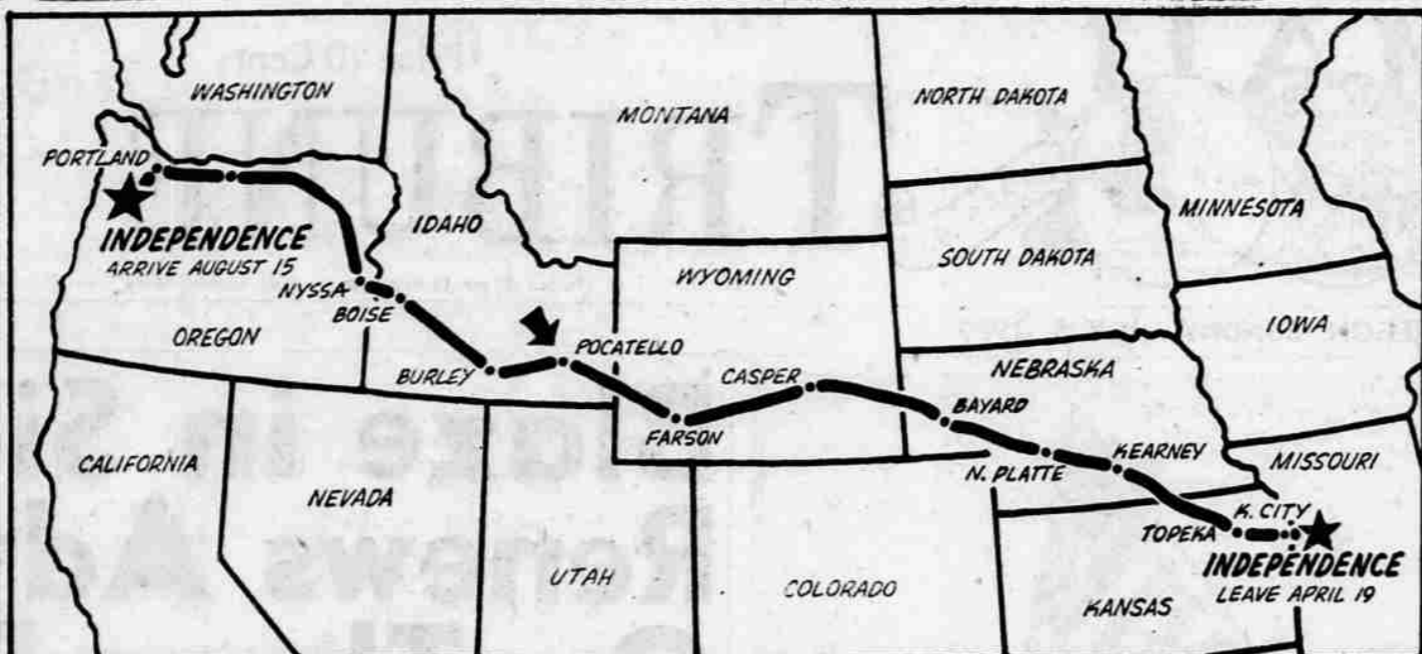 WASHINGTON
MONTANA
NORTH DAKOTA
PORTLAND
MINNESOTA
IDAHO
INDEPENDENCE
ARRIVE AUGUST 15
WYOMING
SOUTH DAKOTA
NYSSA
BOISE
IOWA
OREGON
POCATELLO
BURLEY
CASPER
NEBRASKA
BAYARD
FARSON
KEARNEY
CALIFORNIA
N. PLATTE
MISSOURI
NEVADA
K. CITY
TOPEKA
INDEPENDENCE
LEAVE APRIL 19
UTAH
COLORADO
KANSAS